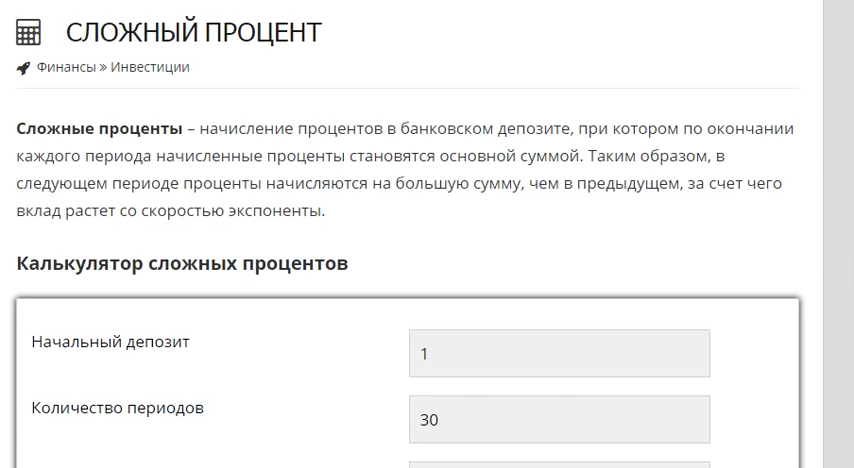 СЛОЖНЫЙ ПРОЦЕНТ
Финансы » Инвестиции
Сложные проценты – начисление процентов в банковском депозите, при котором по окончании
каждого периода начисленные проценты становятся основной суммой. Таким образом, в
следующем периоде проценты начисляются на большую сумму, чем в предыдущем, за счет чего
вклад растет со скоростью экспоненты.
Калькулятор сложных процентов
Начальный депозит 1
Количество периодов 30